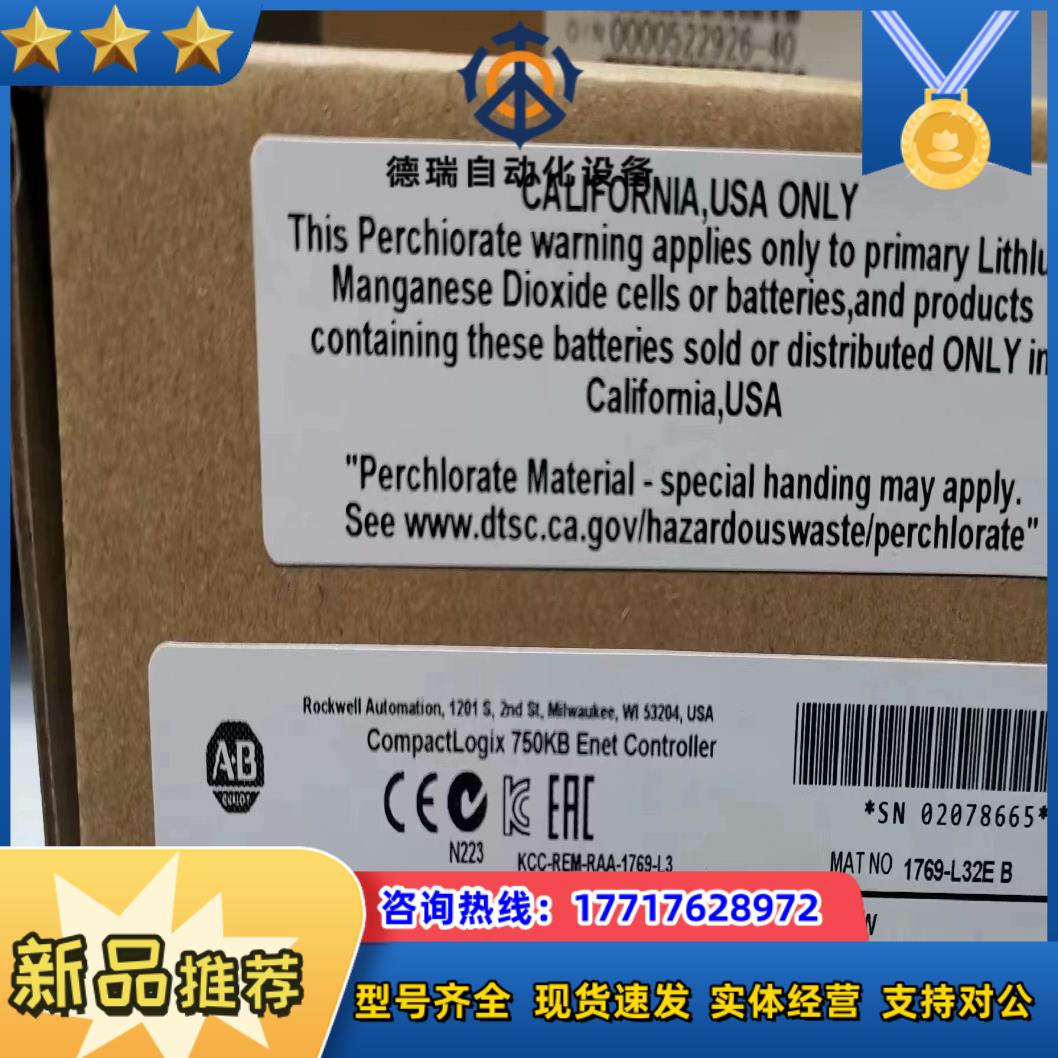 0000522926-40
德瑞自动化设备
CALIFORNIA,USA ONLY
This Perchiorate warning applies only to primary Lithlu
Manganese Dioxide cells or batteries,and products
containing these batteries sold or distributed ONLY in
California,USA
"Perchlorate Material - special handing may apply.
See www.dtsc.ca.gov/hazardouswaste/perchlorate"
Rockwell Automation, 1201 S, 2nd St, Milwaukee, WI 53204, USA
CompactLogix 750KB Enet Controller
AB
CE KC EAC
N223
KCC-REM-RAA-1769-L3
*SN 02078665*
MAT NO 1769-L32E B
咨询热线：17717628972
新品推荐
型号齐全 现货速发 实体经营 支持对公